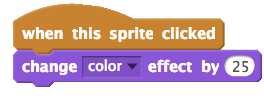 when this sprite clicked
change color effect by 25